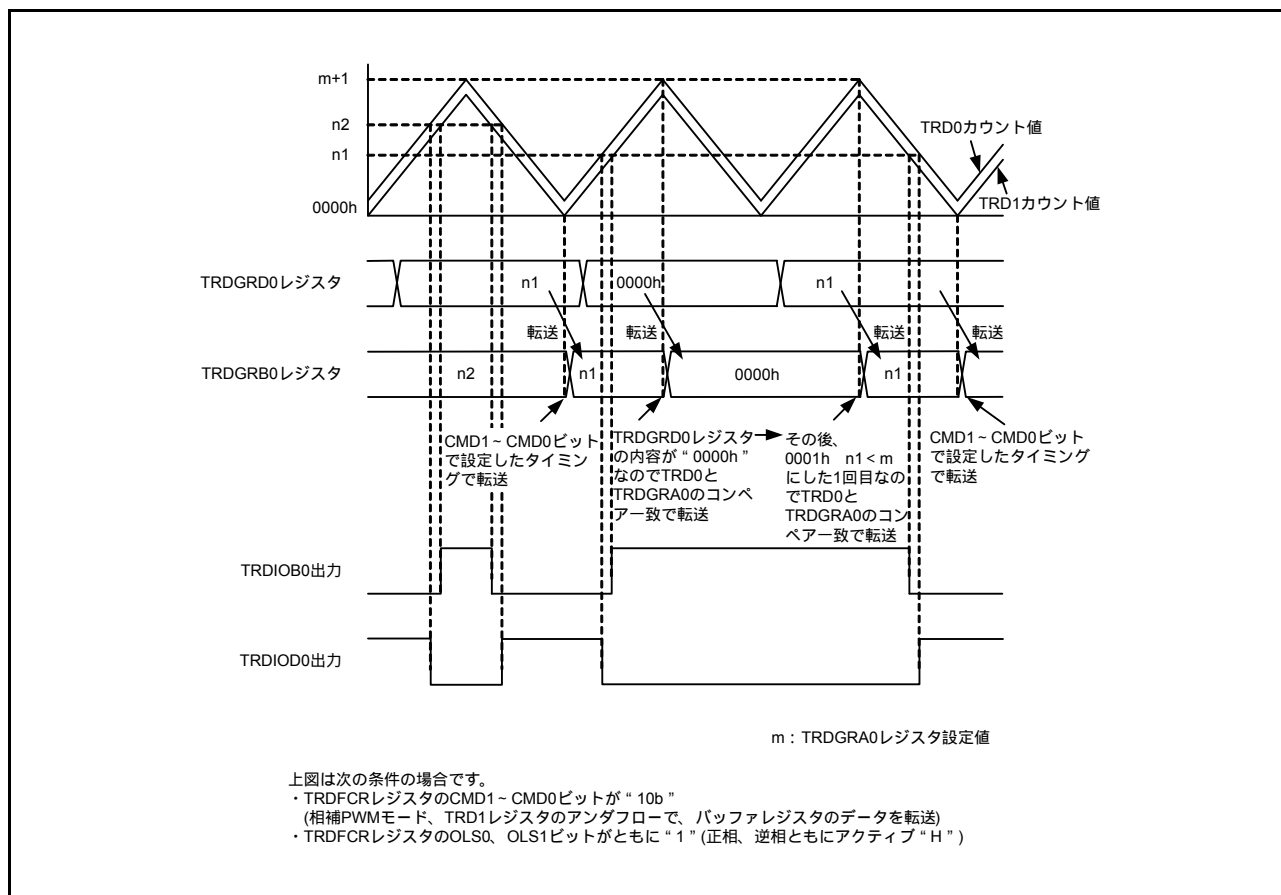 m+1
n2
n1
0000h
TRD0カウント値
TRD1カウント値
TRDGRD0レジスタ
n1
0000h
n1
転送
転送
転送
転送
TRDGRB0レジスタ
n2
n1
0000h
n1
CMD1~CMD0ビット
で設定したタイミン
グで転送
TRDGRD0レジスタ
の内容が“0000h”
なのでTRD0と
TRDGRA0のコンペ
アー致で転送
その後、
0001h n1<m
にした1回目なの
でTRD0と
TRDGRA0のコン
ペアー致で転送
CMD1~CMD0ビット
で設定したタイミング
で転送
TRDIOB0出力
TRDIOD0出力
m:TRDGRA0レジスタ設定値
上図は次の条件の場合です。
・TRDFCRレジスタのCMD1~CMD0ビットが“10b”
(相補PWMモード、TRD1レジスタのアンダフローで、バッファレジスタのデータを転送)
・TRDFCRレジスタのOLS0、OLS1ビットがともに“1”(正相、逆相ともにアクティブ“H”)